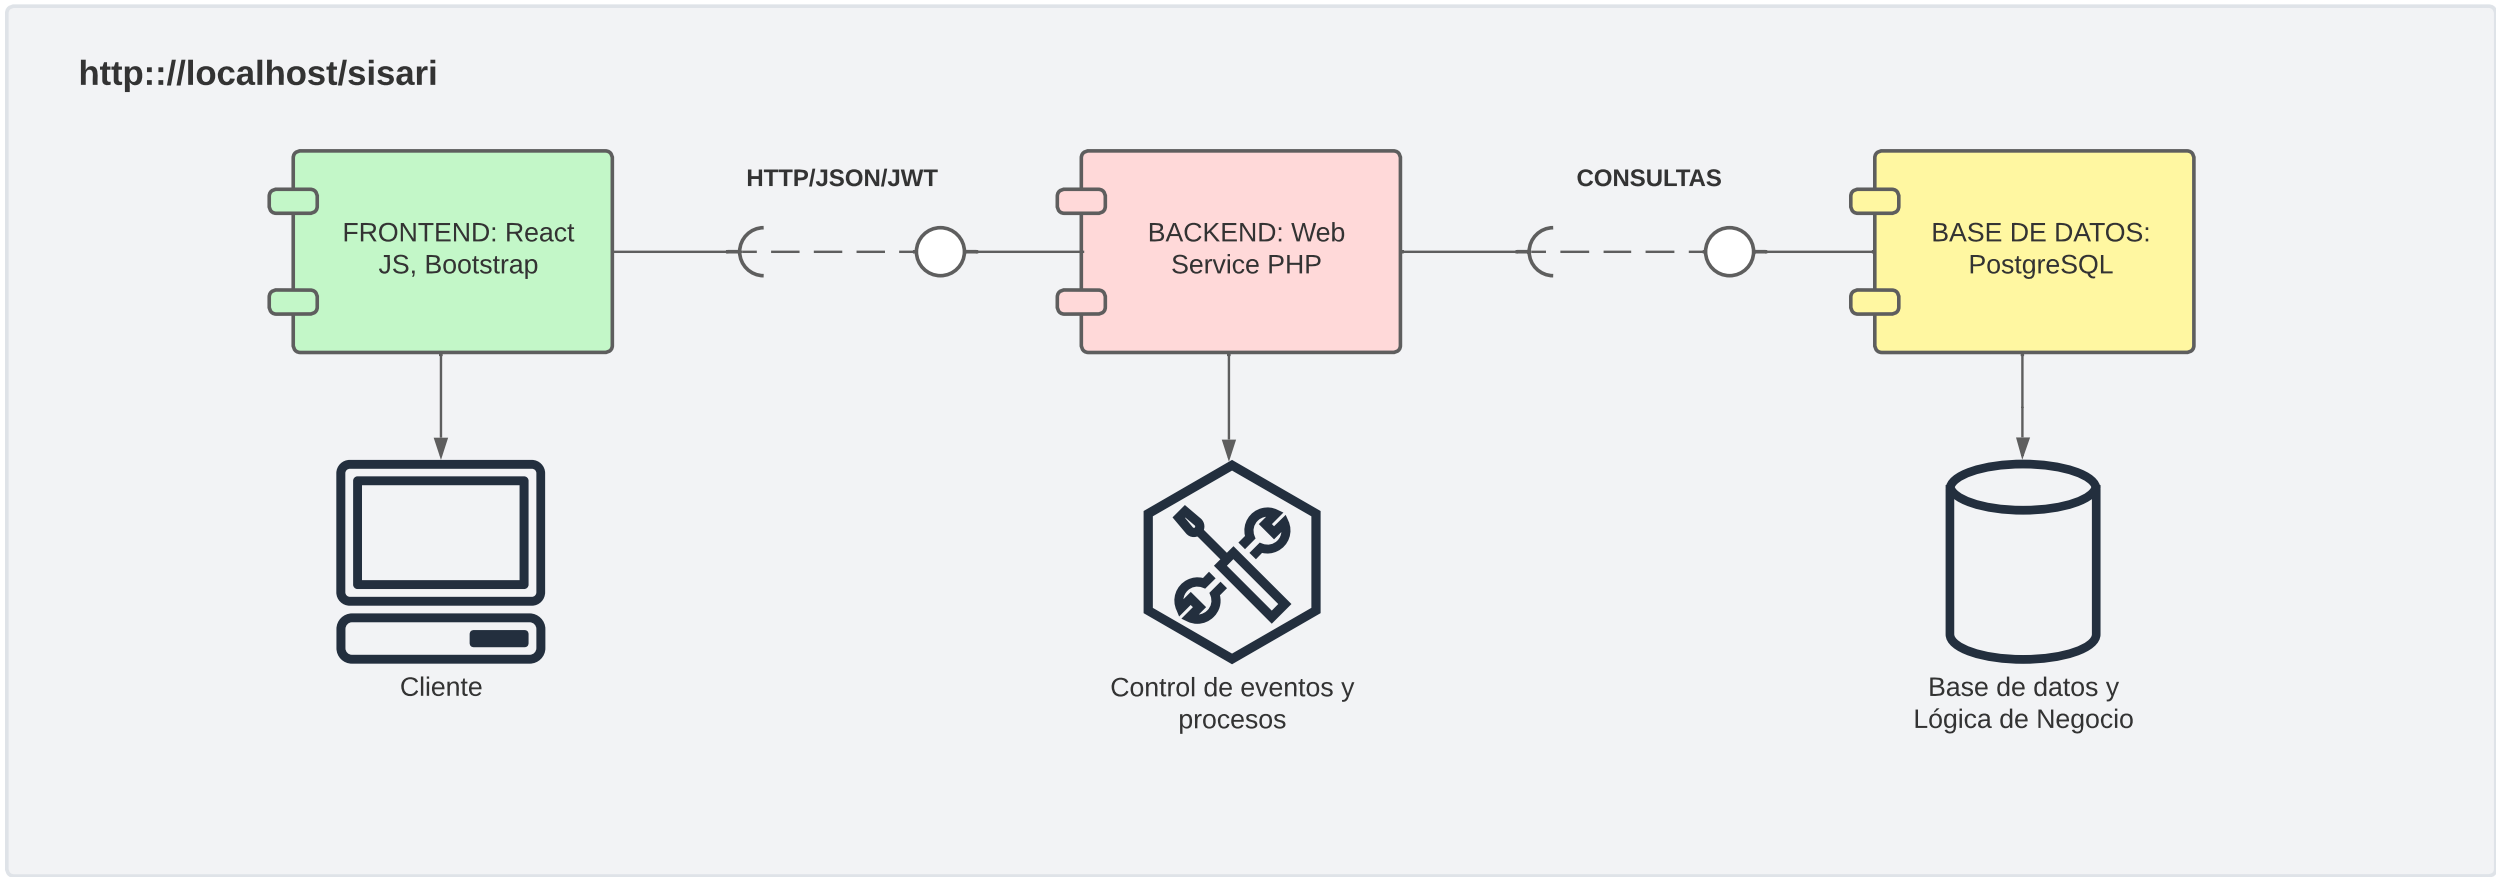 http:://localhost/sisari
HTTP/JSON/JWT
CONSULTAS
FRONTEND: React
JS, Bootstrap
BACKEND: Web
Service PHP
BASE DE DATOS:
PostgreSQL
Cliente
Control de eventos y
procesos
Base de datos y
Lógica de Negocio